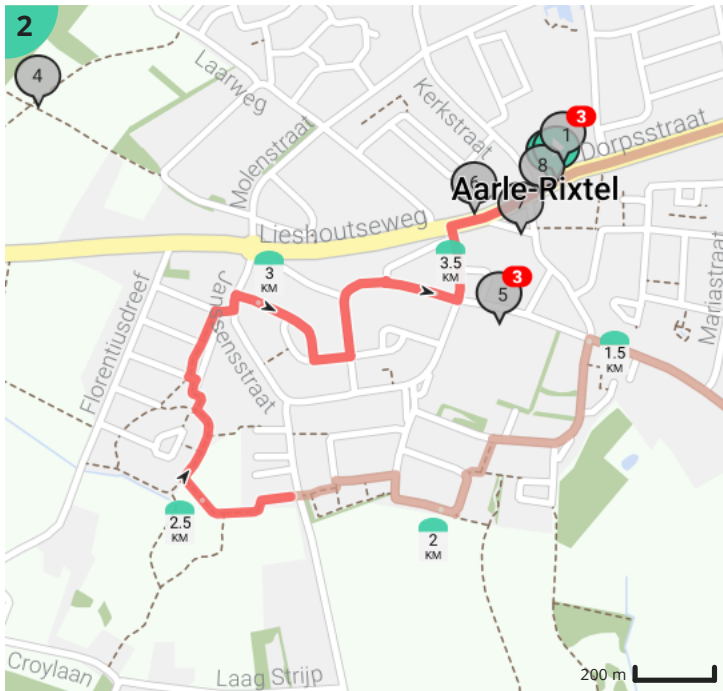 2
4
Laarweg
Kerkstraat
3
1
Dorpsstraat
Molenstraat
8
6
Aarle-Rixtel
7
Lieshoutseweg
Mariastraat
3
KM
3.5
KM
3
5
Janssensstraat
Florentiusdreef
1.5
KM
2.5
KM
2
KM
Croylaan
Laag Strijp
200 m